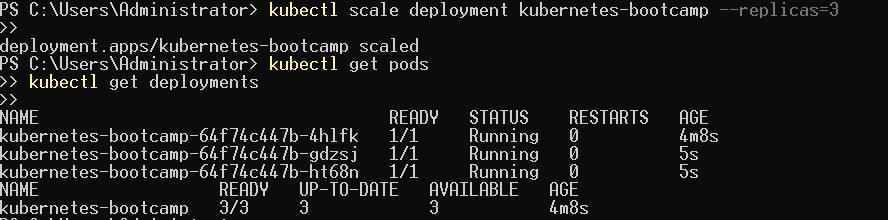 PS C:\Users\Administrator> kubectl scale deployment kubernetes-bootcamp --replicas=3
>>
deployment.apps/kubernetes-bootcamp scaled
PS C:\Users\Administrator> kubectl get pods
>> kubectl get deployments
>>
NAME READY STATUS RESTARTS AGE
kubernetes-bootcamp-64f74c447b-4hlfk 1/1 Running 0 4m8s
kubernetes-bootcamp-64f74c447b-gdzsj 1/1 Running 0 5s
kubernetes-bootcamp-64f74c447b-ht68n 1/1 Running 0 5s
NAME READY UP-TO-DATE AVAILABLE AGE
kubernetes-bootcamp 3/3 3 3 4m8s